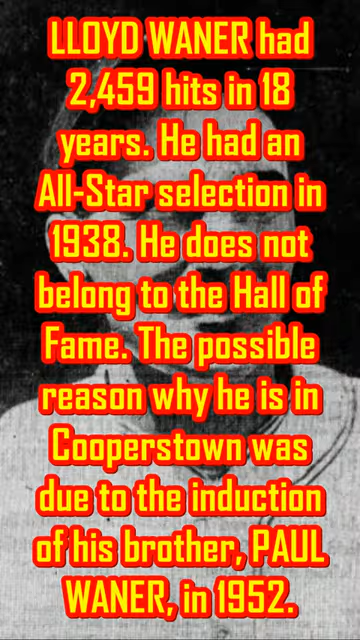 LLOYD WANER had
2,459 hits in 18
years. He had an
All-Star selection in
1938. He does not
belong to the Hall of
Fame. The possible
reason why he is in
Cooperstown was
due to the induction
of his brother, PAUL
WANER, in 1952.